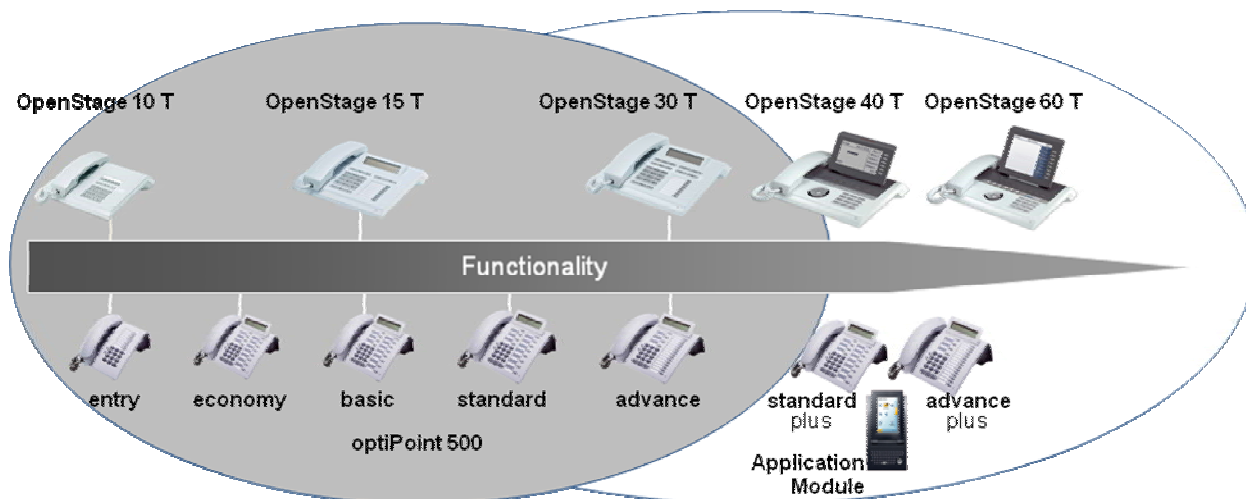 OpenStage 10 T
OpenStage 15 T
OpenStage 30 T
OpenStage 40 T
OpenStage 60 T
Functionality
entry
economy
basic
standard
advance
standard
plus
advance
plus
optiPoint 500
Application
Module